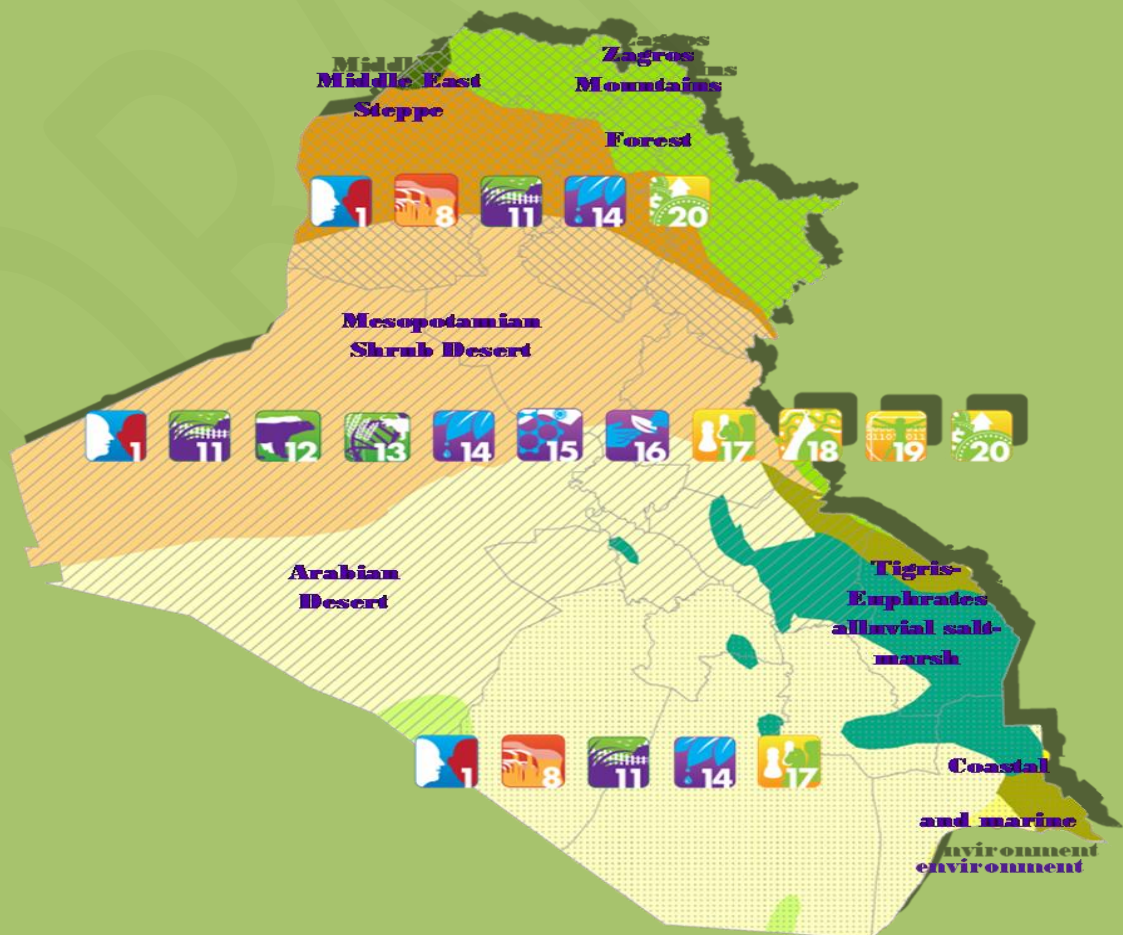 Zagros
Mountains
Forest
Middle East
Steppe
1 8 11 14 20
Mesopotamian
Shrub Desert
1 11 12 13 14 15 16 17 18 19 20
Arabian
Desert
Tigris-
Euphrates
alluvial salt-
marsh
1 8 11 14 17
Coastal
and marine
environment